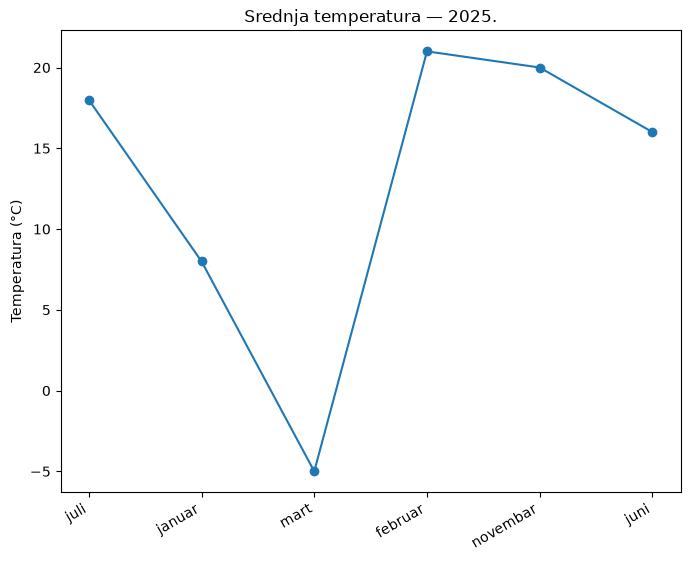 Srednja temperatura — 2025.
Temperatura (°C)
20
15
10
5
0
−5
juli
januar
mart
februar
novembar
juni